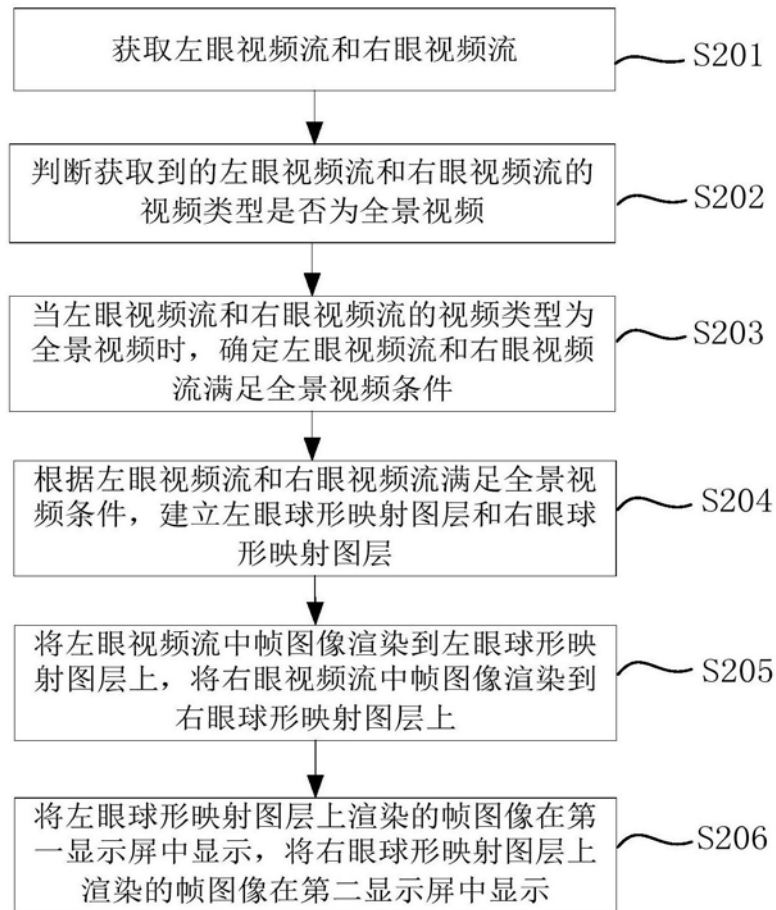 获取左眼视频流和右眼视频流
S201
判断获取到的左眼视频流和右眼视频流的
视频类型是否为全景视频
S202
当左眼视频流和右眼视频流的视频类型为
全景视频时，确定左眼视频流和右眼视频
流满足全景视频条件
S203
根据左眼视频流和右眼视频流满足全景视
频条件，建立左眼球形映射图层和右眼球
形映射图层
S204
将左眼视频流中帧图像渲染到左眼球形映
射图层上，将右眼视频流中帧图像渲染到
右眼球形映射图层上
S205
将左眼球形映射图层上渲染的帧图像在第
一显示屏中显示，将右眼球形映射图层上
渲染的帧图像在第二显示屏中显示
S206